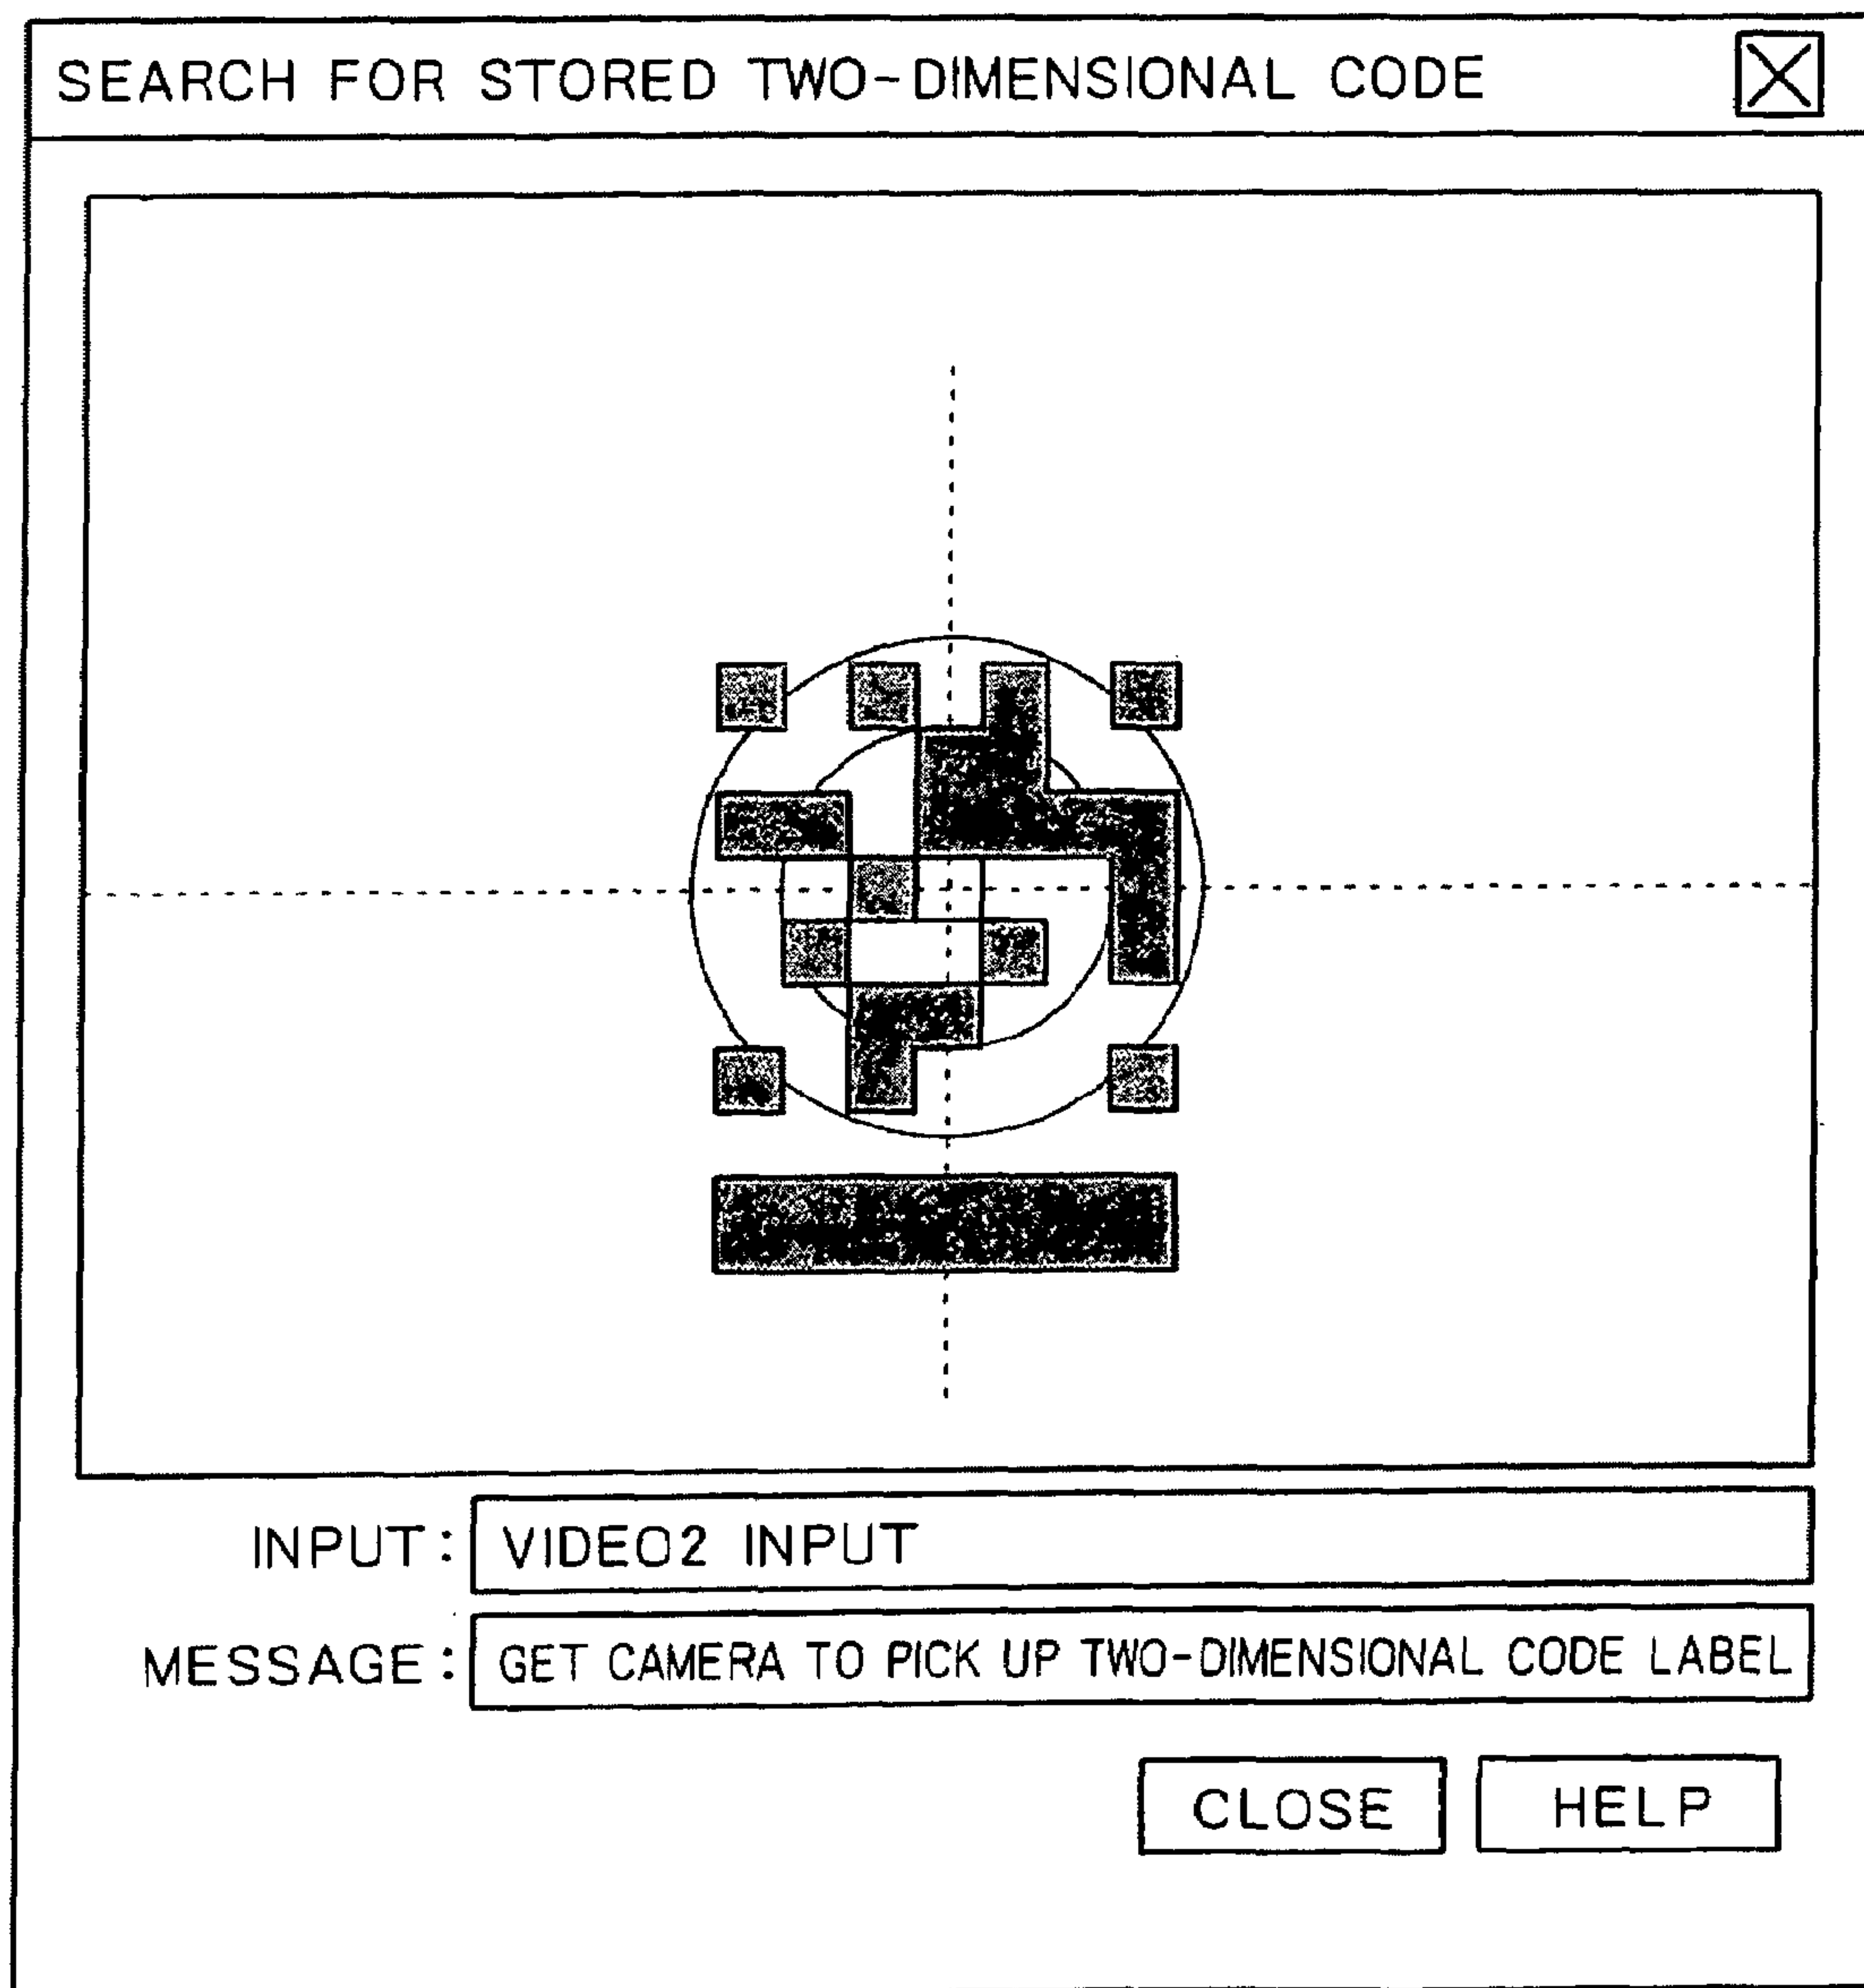 SEARCH FOR STORED TWO-DIMENSIONAL CODE
INPUT: VIDEO2 INPUT
MESSAGE: GET CAMERA TO PICK UP TWO-DIMENSIONAL CODE LABEL
CLOSE HELP